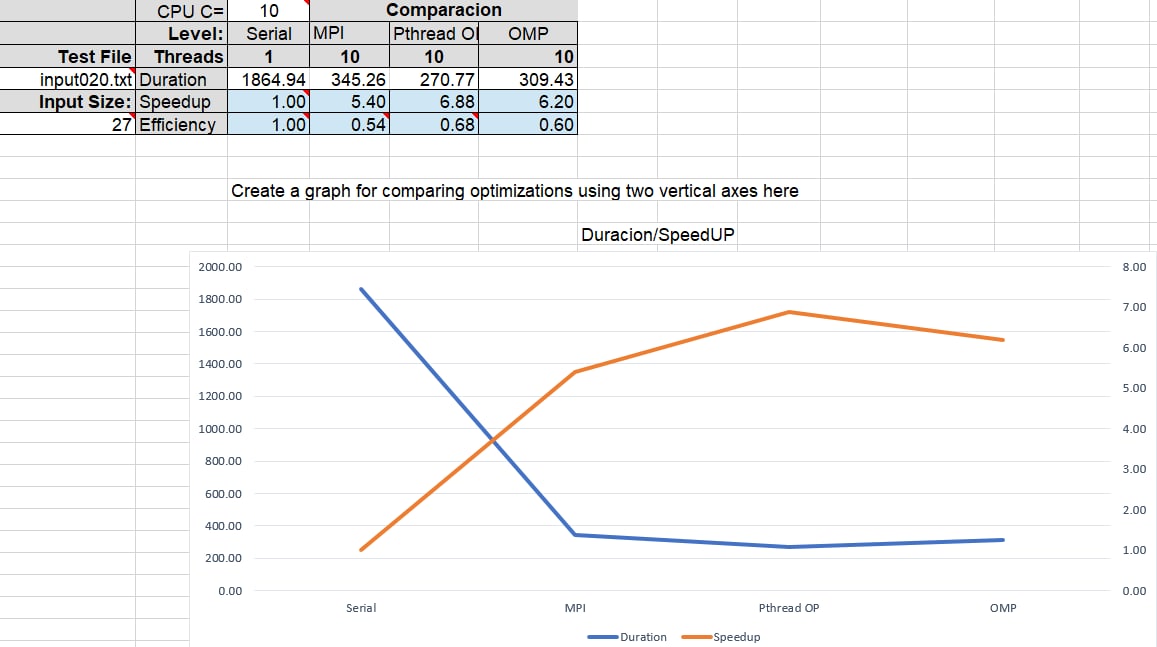 CPU C= 10 Comparacion
Level: Serial MPI Pthread OP OMP
Test File Threads 1 10 10 10
input020.txt Duration 1864.94 345.26 270.77 309.43
Input Size: Speedup 1.00 5.40 6.88 6.20
27 Efficiency 1.00 0.54 0.68 0.60
Create a graph for comparing optimizations using two vertical axes here
Duracion/SpeedUP
2000.00 8.00
1800.00 7.00
1600.00 6.00
1400.00 5.00
1200.00
1000.00 4.00
800.00 3.00
600.00 2.00
400.00 1.00
200.00
0.00 0.00
Serial MPI Pthread OP OMP
Duration Speedup